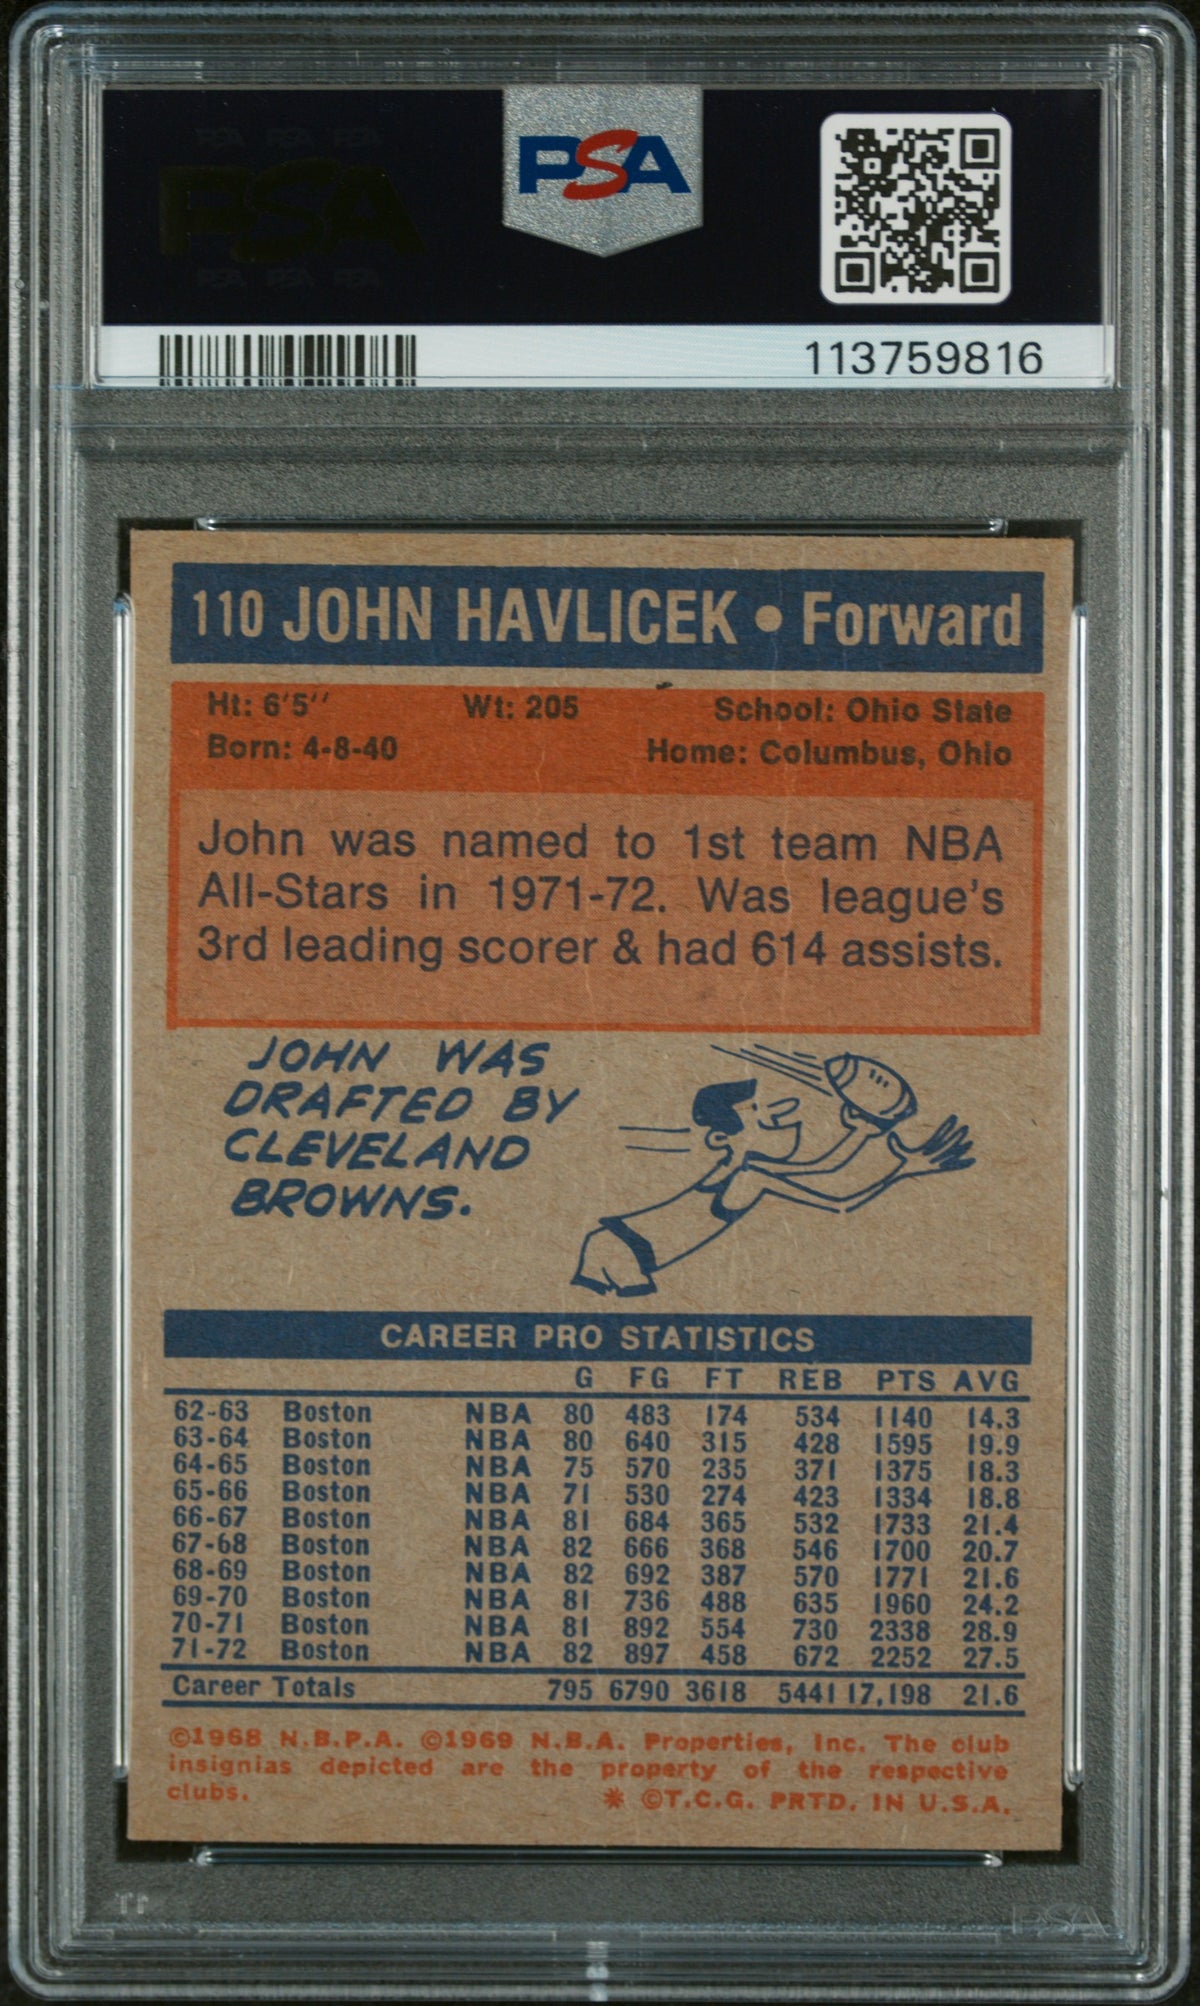 PSA PSA PSA
PSA
PSA PSA PSA
PSA
113759816
110 JOHN HAVLICEK • Forward
Ht: 6'5'' Wt: 205 School: Ohio State
Born: 4-8-40 Home: Columbus, Ohio
John was named to 1st team NBA
All-Stars in 1971-72. Was league's
3rd leading scorer & had 614 assists.
JOHN WAS
DRAFTED BY
CLEVELAND
BROWNS.
CAREER PRO STATISTICS
G FG FT REB PTS AVG
62-63 Boston NBA 80 483 174 534 1140 14.3
63-64 Boston NBA 80 640 315 428 1595 19.9
64-65 Boston NBA 75 570 235 371 1375 18.3
65-66 Boston NBA 71 530 274 423 1334 18.8
66-67 Boston NBA 81 684 365 532 1733 21.4
67-68 Boston NBA 82 666 368 546 1700 20.7
68-69 Boston NBA 82 692 387 570 1771 21.6
69-70 Boston NBA 81 736 488 635 1960 24.2
70-71 Boston NBA 81 892 554 730 2338 28.9
71-72 Boston NBA 82 897 458 672 2252 27.5
Career Totals 795 6790 3618 5441 17,198 21.6
©1968 N.B.P.A. ©1969 N.B.A. Properties, Inc. The club
insignias depicted are the property of the respective
clubs. * ©T.C.G. PRTD. IN U.S.A.
PSA